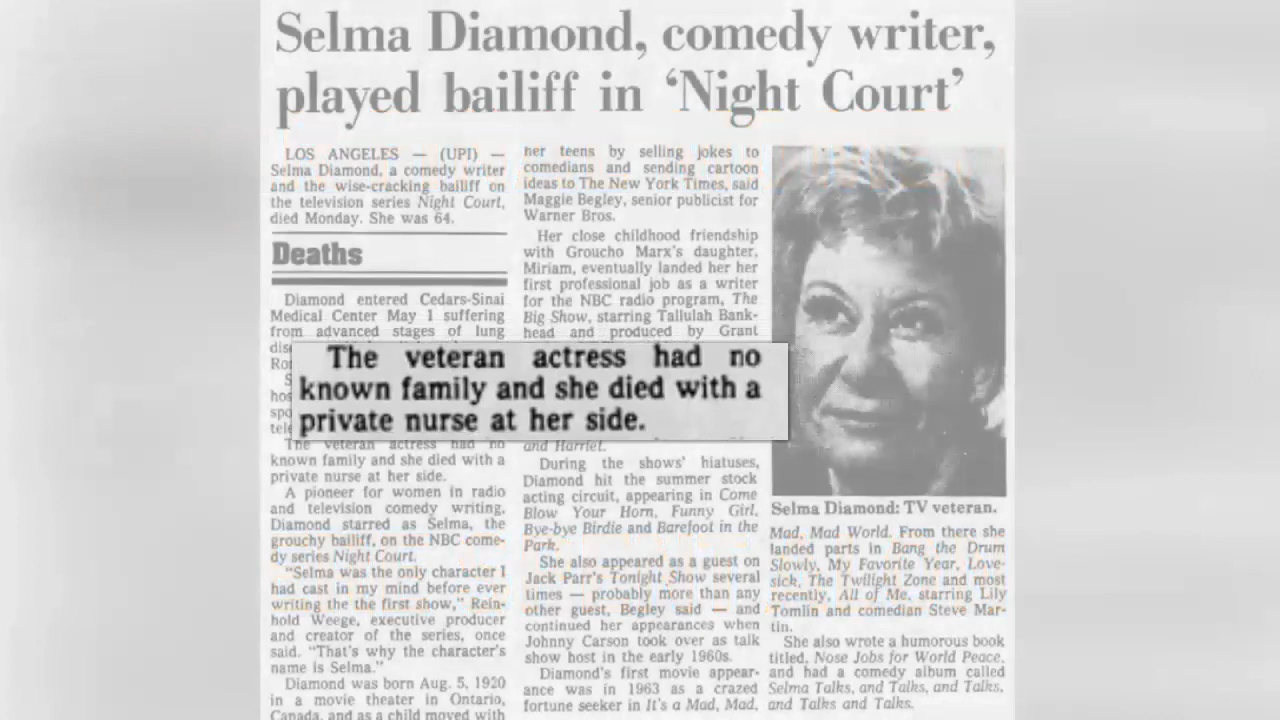 Selma Diamond, comedy writer,
played bailiff in ‘Night Court’
LOS ANGELES — (UPI) —
Selma Diamond, a comedy writer
and the wise-cracking bailiff on
the television series Night Court,
died Monday. She was 64.
Deaths
Diamond entered Cedars-Sinai
Medical Center May 1 suffering
from advanced stages of lung
The veteran actress had no
known family and she died with a
private nurse at her side.
The veteran actress had no
known family and she died with a
private nurse at her side.
A pioneer for women in radio
and television comedy writing,
Diamond starred as Selma, the
grouchy bailiff, on the NBC come-
dy series Night Court.
"Selma was the only character I
had cast in my mind before ever
writing the the first show," Rein-
hold Weege, executive producer
and creator of the series, once
said. "That's why the character's
name is Selma."
Diamond was born Aug. 5, 1920
in a movie theater in Ontario,
Canada, and as a child moved with
her teens by selling jokes to
comedians and sending cartoon
ideas to The New York Times, said
Maggie Begley, senior publicist for
Warner Bros.
Her close childhood friendship
with Groucho Marx's daughter,
Miriam, eventually landed her her
first professional job as a writer
for the NBC radio program, The
Big Show, starring Tallulah Bank-
head and produced by Grant
and Harriet.
During the shows' hiatuses,
Diamond hit the summer stock
acting circuit, appearing in Come
Blow Your Horn, Funny Girl,
Bye-bye Birdie and Barefoot in the
Park.
She also appeared as a guest on
Jack Parr's Tonight Show several
times — probably more than any
other guest, Begley said — and
continued her appearances when
Johnny Carson took over as talk
show host in the early 1960s.
Diamond's first movie appear-
ance was in 1963 as a crazed
fortune seeker in It's a Mad, Mad,
Selma Diamond: TV veteran.
Mad, Mad World. From there she
landed parts in Bang the Drum
Slowly, My Favorite Year, Love-
sick, The Twilight Zone and most
recently, All of Me, starring Lily
Tomlin and comedian Steve Mar-
tin.
She also wrote a humorous book
titled, Nose Jobs for World Peace,
and had a comedy album called
Selma Talks, and Talks, and Talks,
and Talks and Talks.